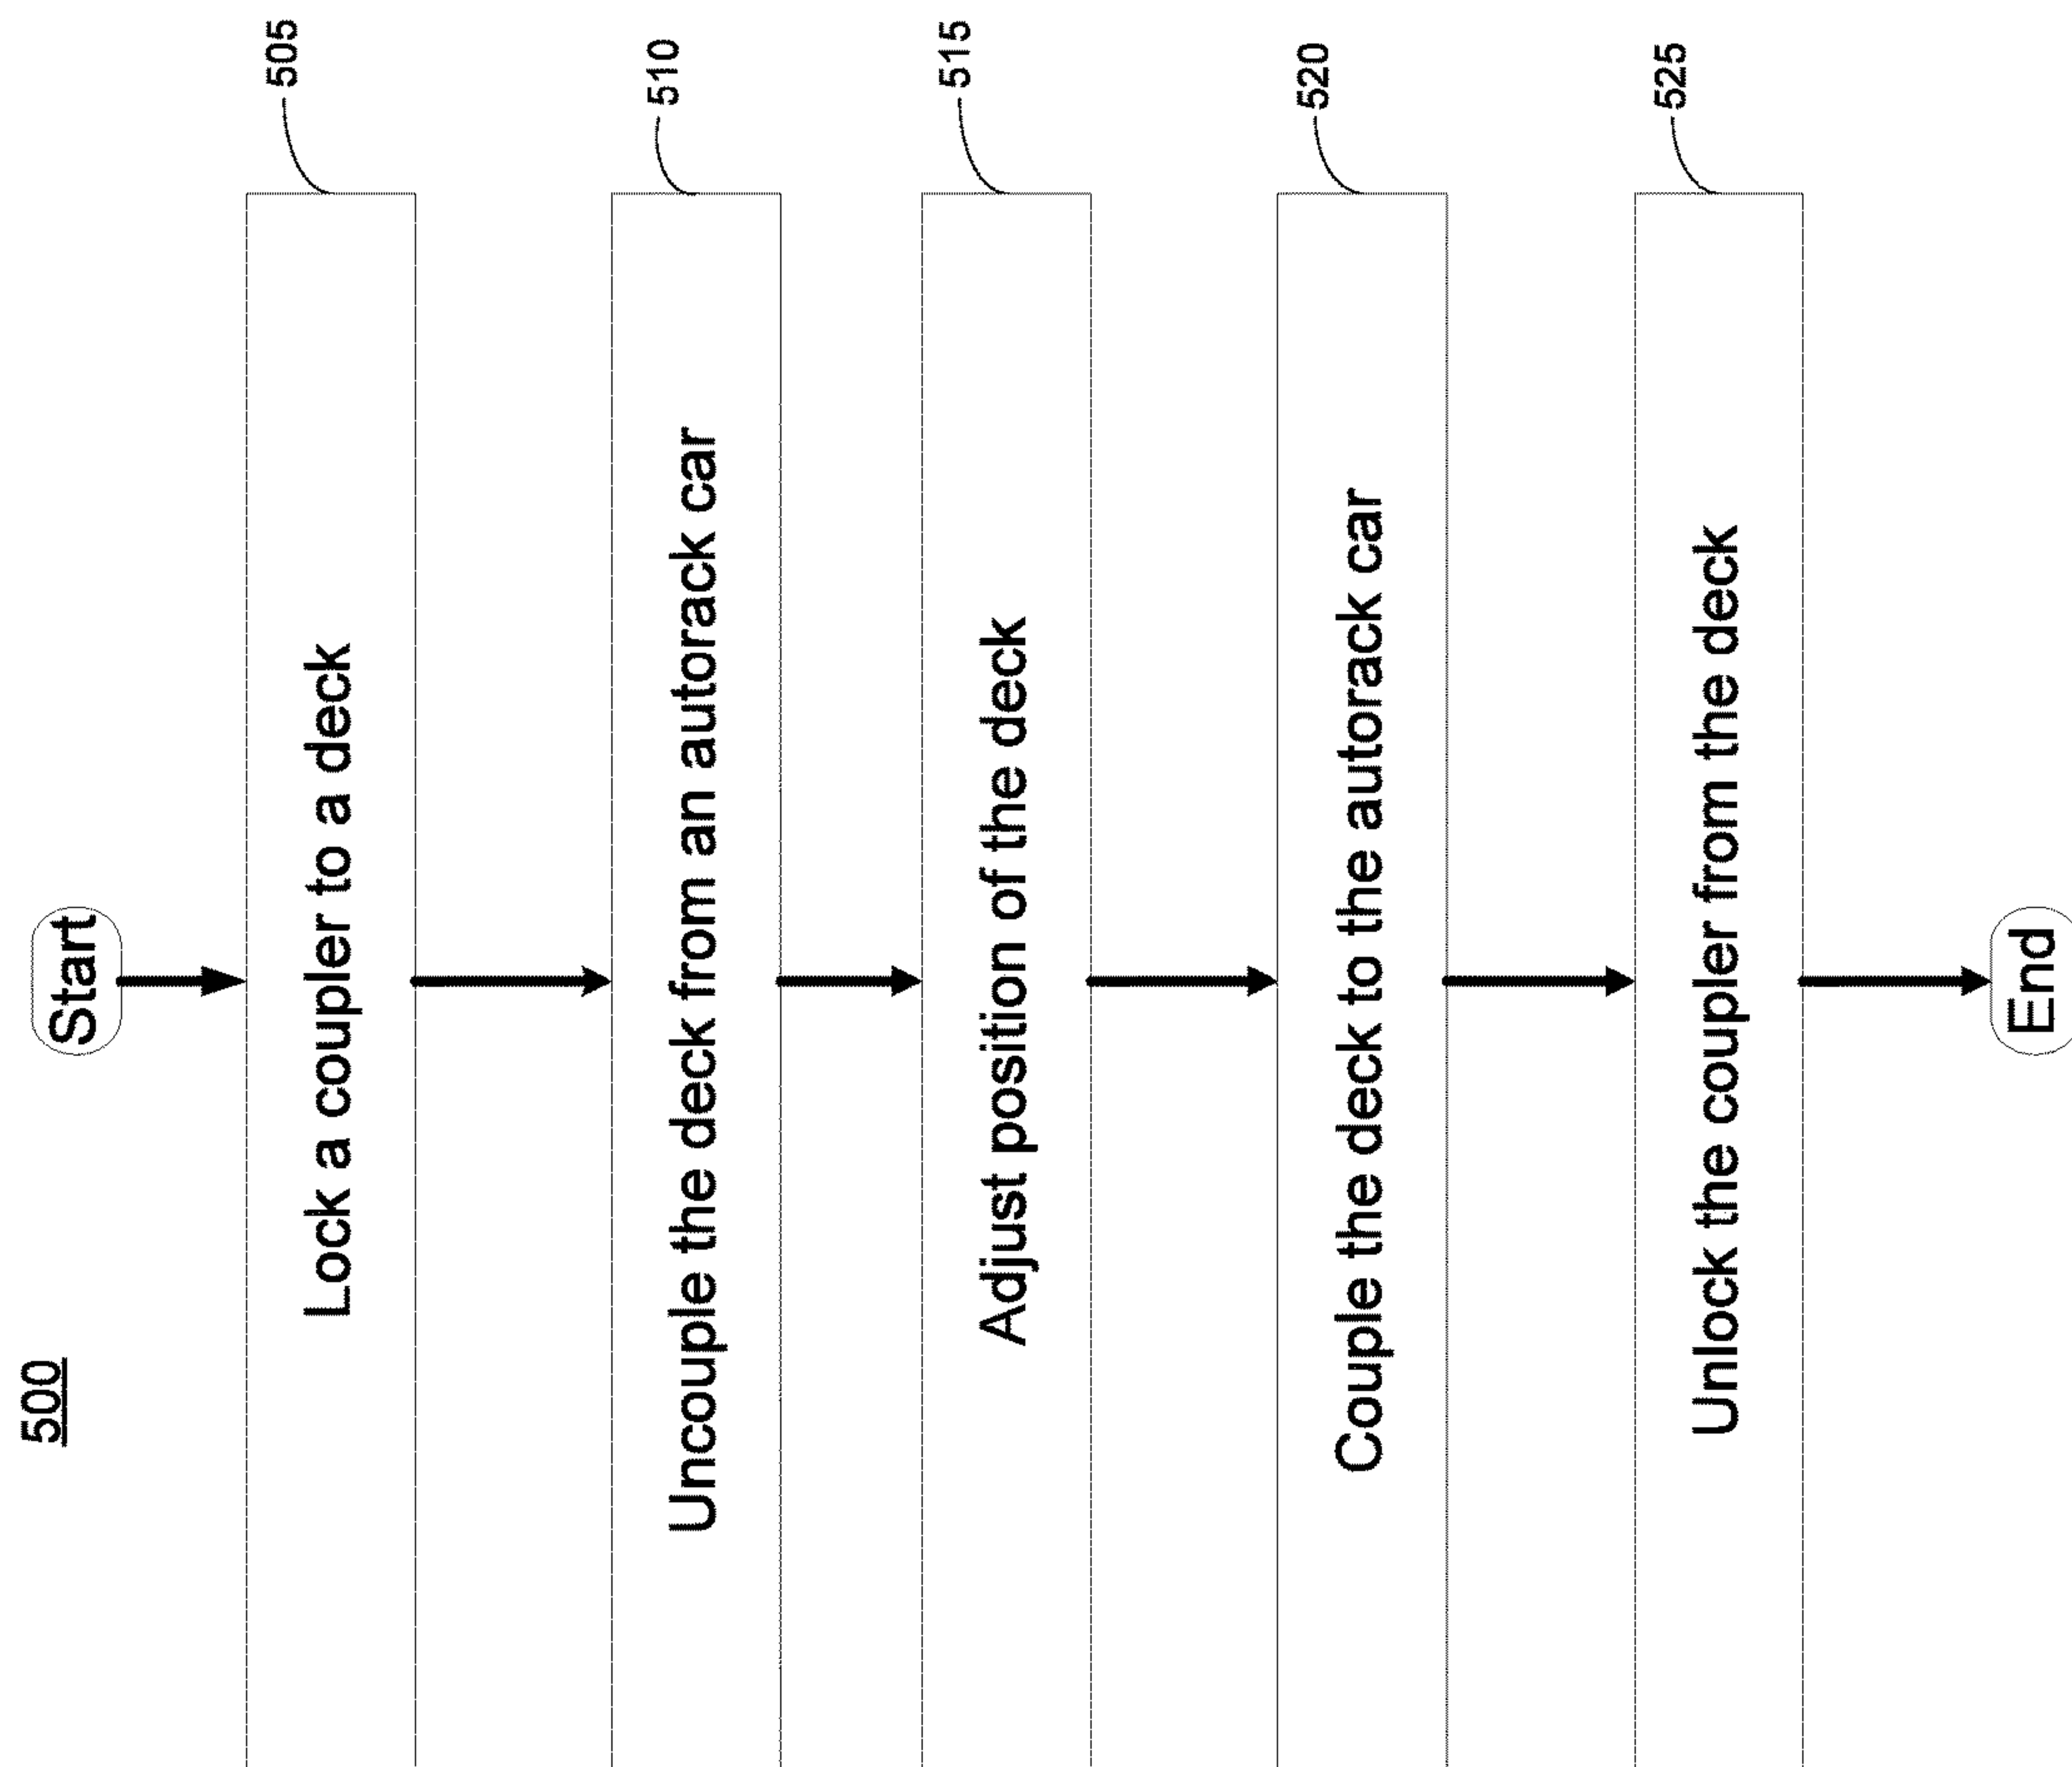 500
Start
Lock a coupler to a deck
505
Uncouple the deck from an autorack car
510
Adjust position of the deck
515
Couple the deck to the autorack car
520
Unlock the coupler from the deck
525
End